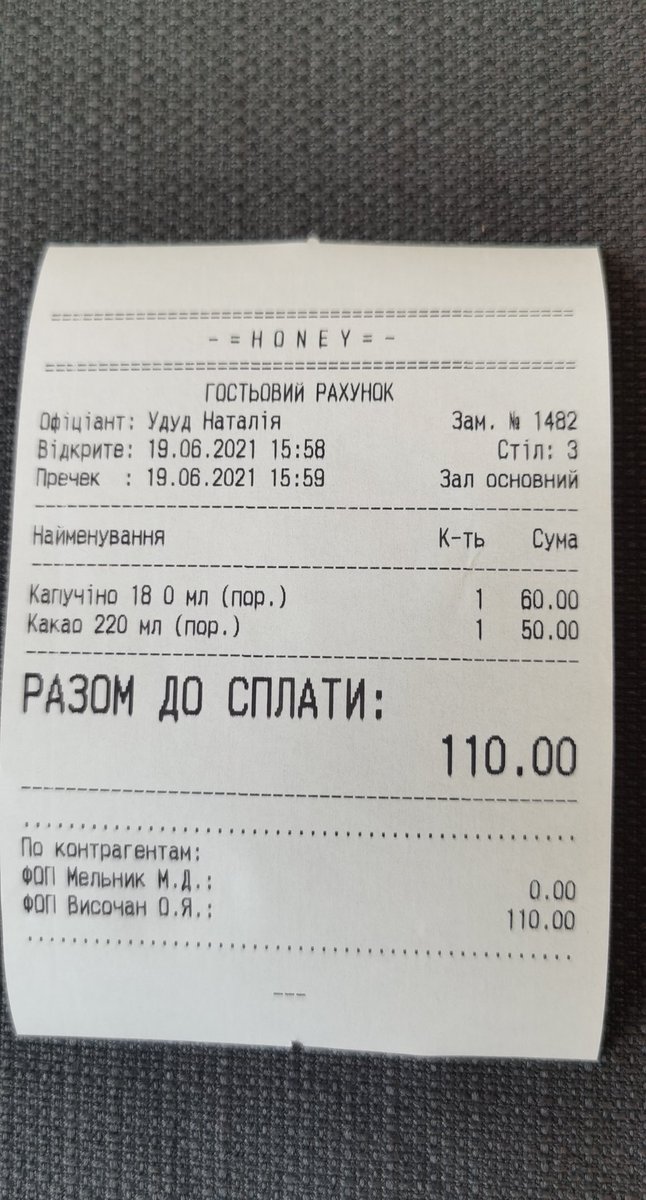 ================================================
-=HONEY=-
================================================
ГОСТЬОВИЙ РАХУНОК
Офіціант: Удуд Наталія Зам. № 1482
Відкрите: 19.06.2021 15:58 Стіл: 3
Пречек : 19.06.2021 15:59 Зал основний
------------------------------------------------
Найменування К-ть Сума
------------------------------------------------
Капучіно 18 0 мл (пор.) 1 60.00
Какао 220 мл (пор.) 1 50.00
------------------------------------------------
РАЗОМ ДО СПЛАТИ:
110.00
------------------------------------------------
................................................
По контрагентам:
ФОП Мельник М.Д.: 0.00
ФОП Височан О.Я.: 110.00
................................................
---